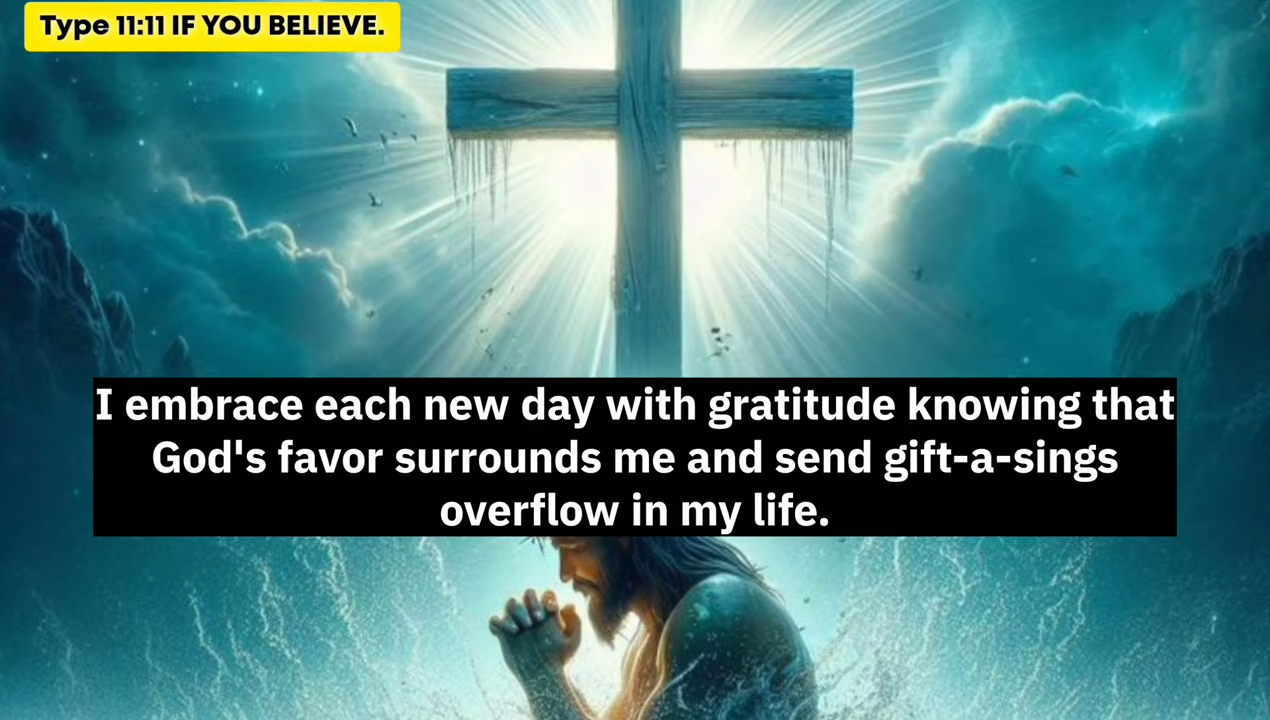 Type 11:11 IF YOU BELIEVE.
I embrace each new day with gratitude knowing that
God's favor surrounds me and send gift-a-sings
overflow in my life.